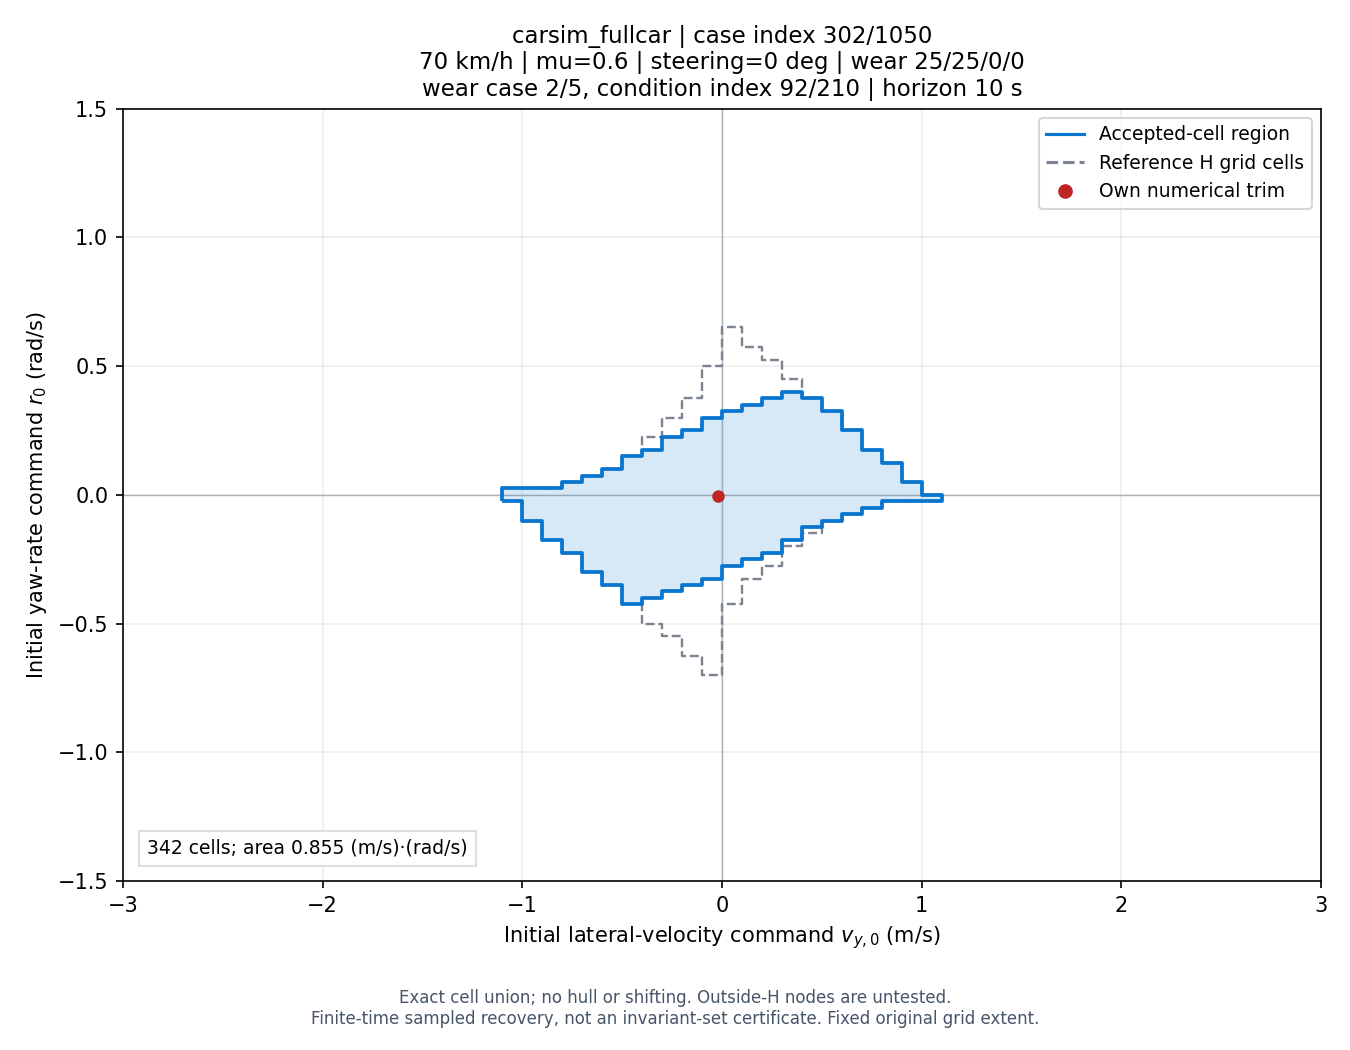 carsim_fullcar | case index 302/1050
70 km/h | mu=0.6 | steering=0 deg | wear 25/25/0/0
wear case 2/5, condition index 92/210 | horizon 10 s
Accepted-cell region
Reference H grid cells
Own numerical trim
1.5
1.0
0.5
0.0
−0.5
−1.0
−1.5
Initial yaw-rate command r₀ (rad/s)
342 cells; area 0.855 (m/s)·(rad/s)
−3
−2
−1
0
1
2
3
Initial lateral-velocity command v_{y,0} (m/s)
Exact cell union; no hull or shifting. Outside-H nodes are untested.
Finite-time sampled recovery, not an invariant-set certificate. Fixed original grid extent.